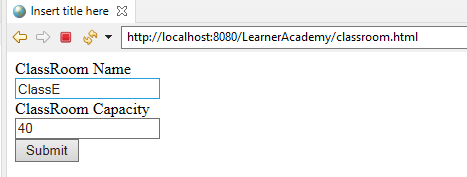 Insert title here
http://localhost:8080/LearnerAcademy/classroom.html
ClassRoom Name
ClassE
ClassRoom Capacity
40
Submit